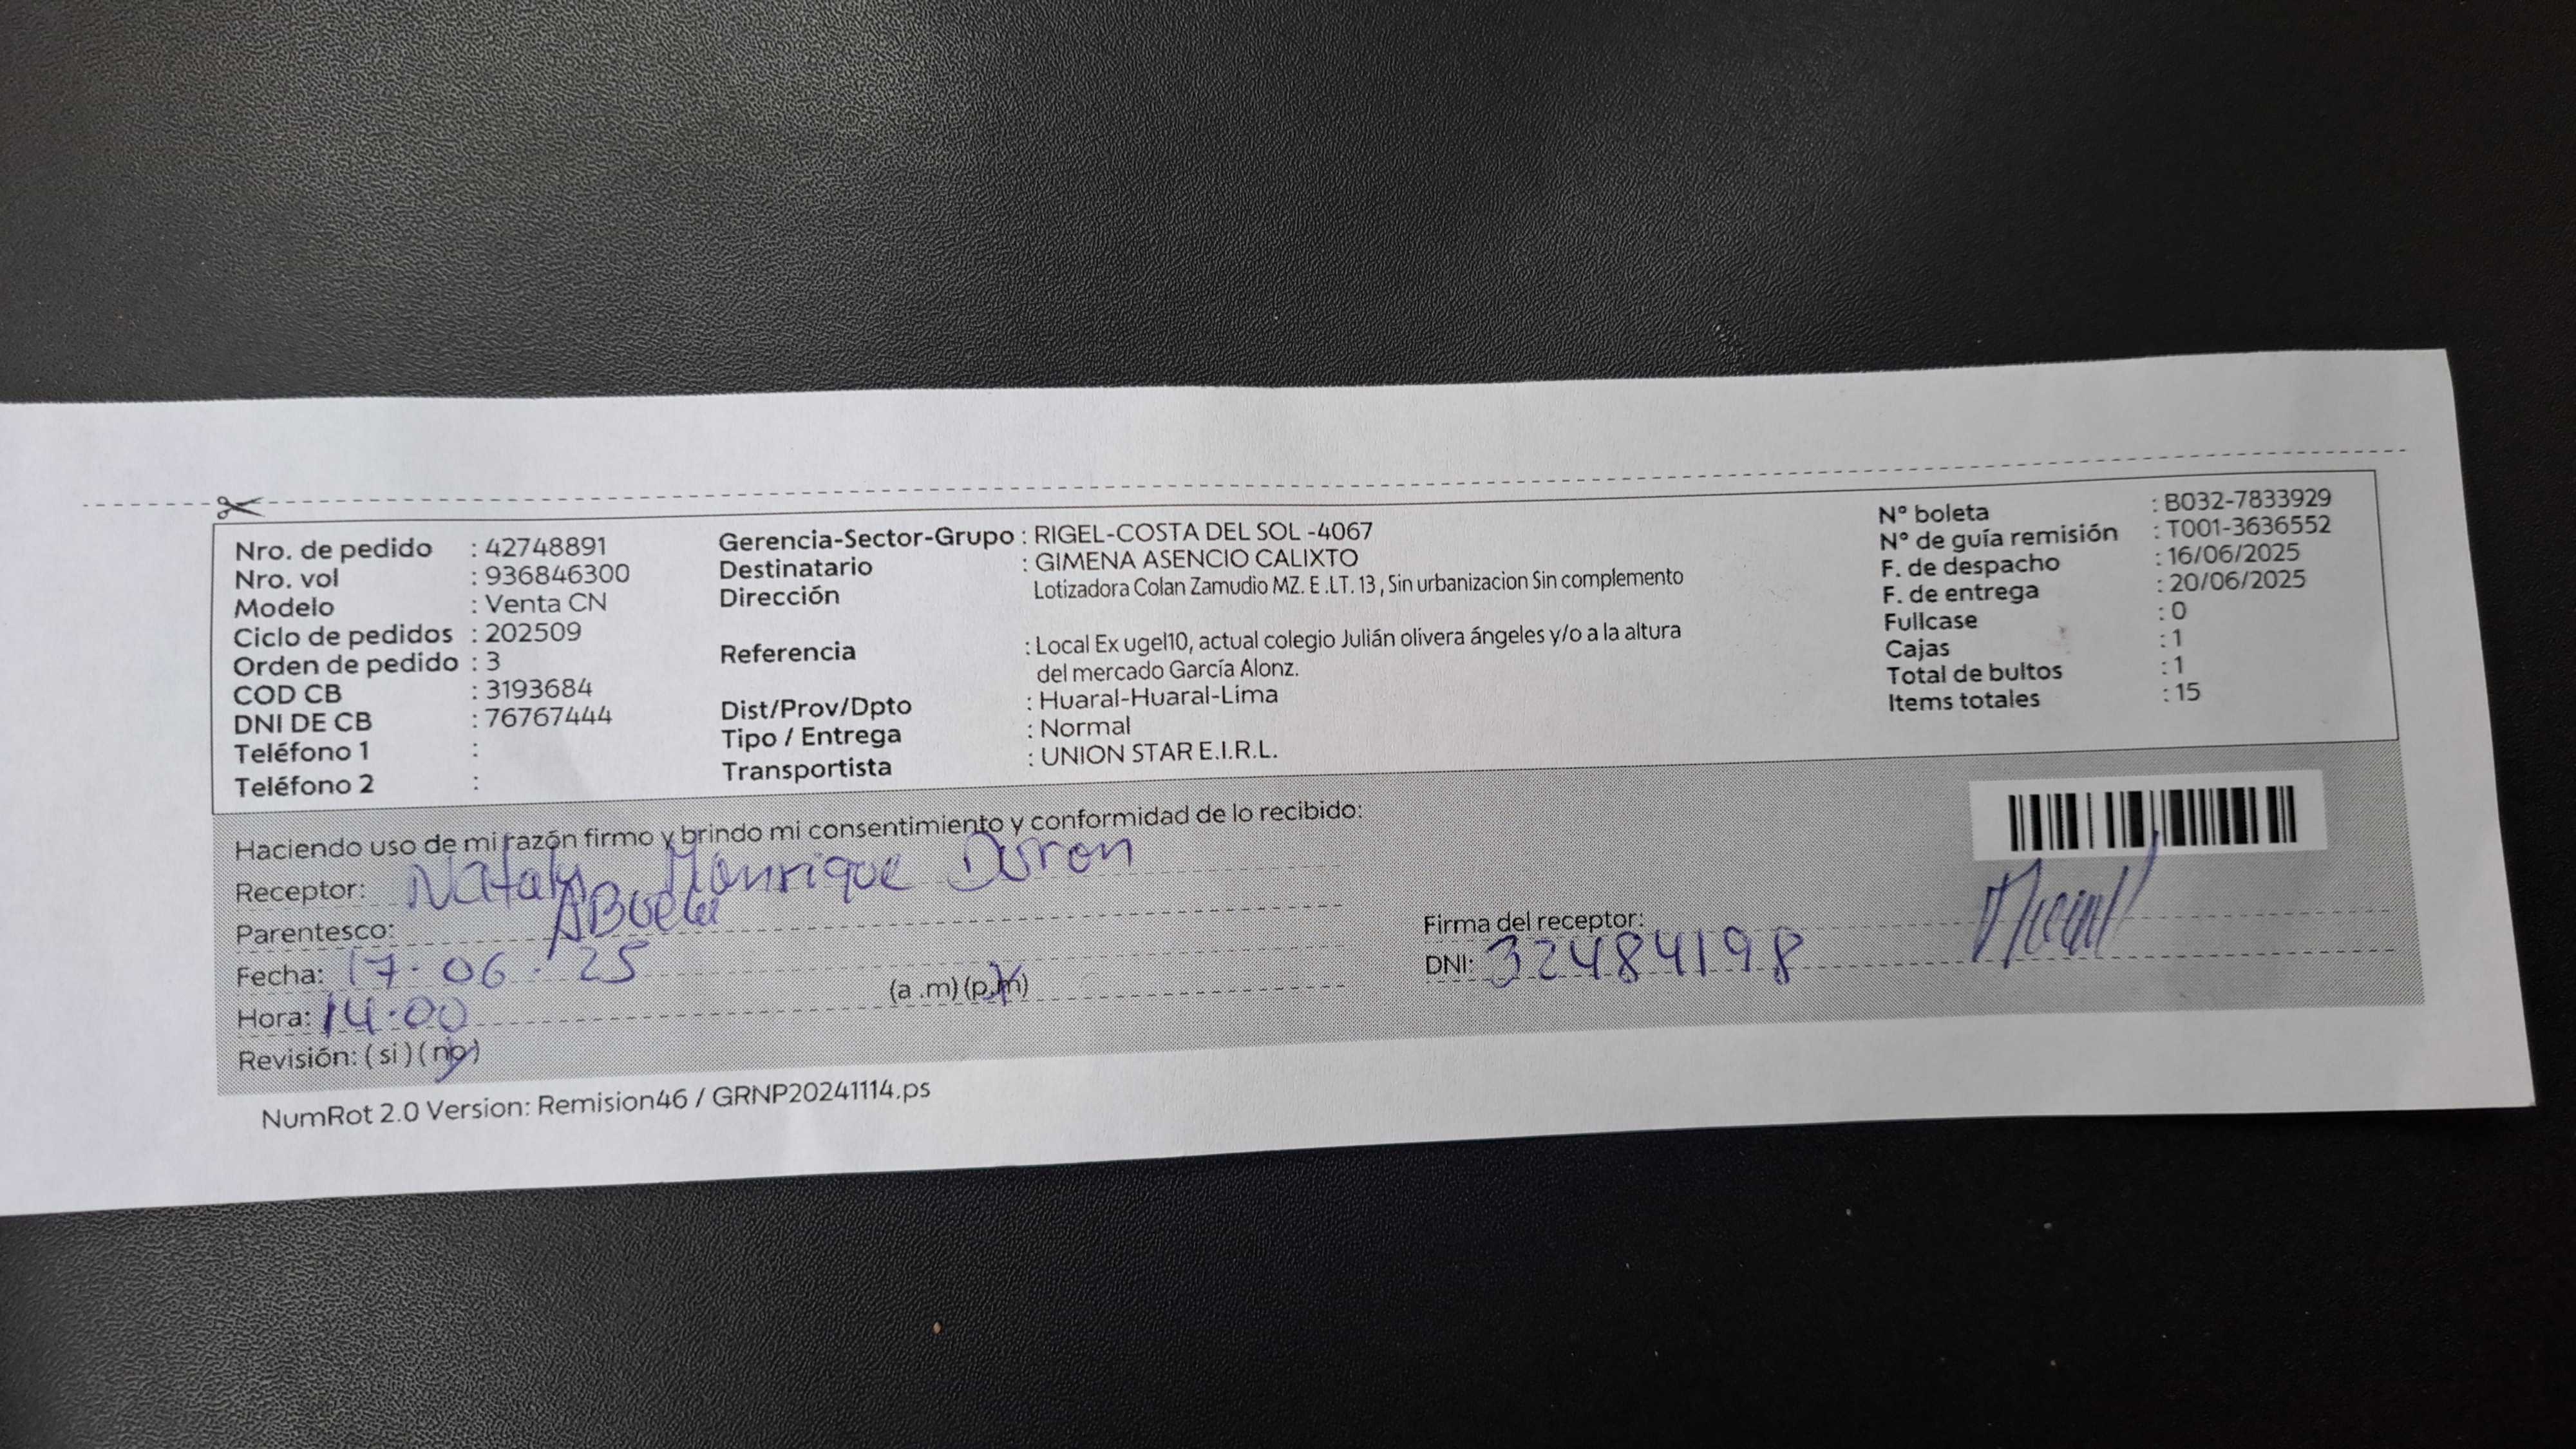 Nro. de pedido : 42748891
Nro. vol : 936846300
Modelo : Venta CN
Ciclo de pedidos : 202509
Orden de pedido : 3
COD CB : 3193684
DNI DE CB : 76767444
Teléfono 1 :
Teléfono 2 :
Gerencia-Sector-Grupo : RIGEL-COSTA DEL SOL -4067
Destinatario : GIMENA ASENCIO CALIXTO
Dirección Lotizadora Colan Zamudio MZ. E .LT. 13 , Sin urbanizacion Sin complemento
Referencia : Local Ex ugel10, actual colegio Julián olivera ángeles y/o a la altura
del mercado García Alonz.
Dist/Prov/Dpto : Huaral-Huaral-Lima
Tipo / Entrega : Normal
Transportista : UNION STAR E.I.R.L.
N° boleta : B032-7833929
N° de guía remisión : T001-3636552
F. de despacho : 16/06/2025
F. de entrega : 20/06/2025
Fullcase : 0
Cajas : 1
Total de bultos : 1
Items totales : 15
Haciendo uso de mi razón firmo y brindo mi consentimiento y conformidad de lo recibido:
Receptor: Nataly Manrique Duron
Parentesco: ABuela
Fecha: 17.06.25
Hora: 14.00 (a .m) (p.m)
Revisión: ( si ) ( no )
Firma del receptor:
DNI: 32484198
NumRot 2.0 Version: Remision46 / GRNP20241114.ps